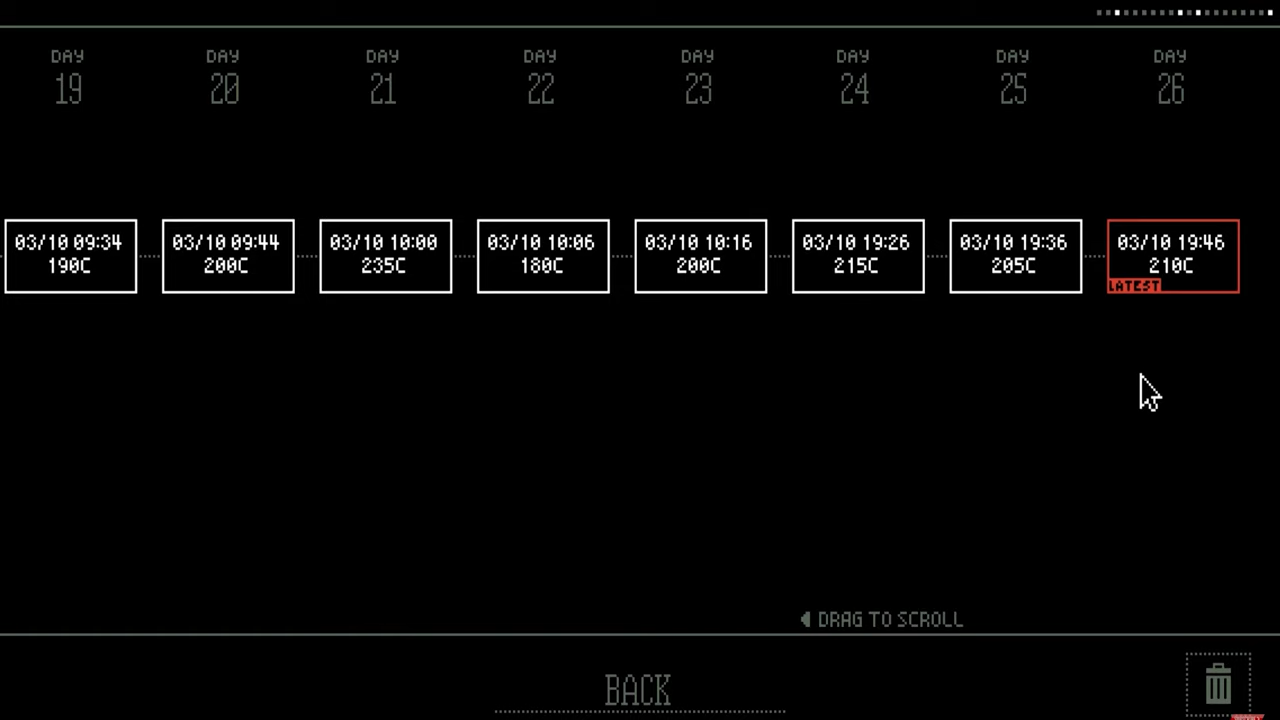 DAY DAY DAY DAY DAY DAY DAY DAY
19 20 21 22 23 24 25 26
03/10 09:34 03/10 09:44 03/10 10:00 03/10 10:06 03/10 10:16 03/10 19:26 03/10 19:36 03/10 19:46
190C 200C 235C 180C 200C 215C 205C 210C
LATEST
DRAG TO SCROLL
BACK